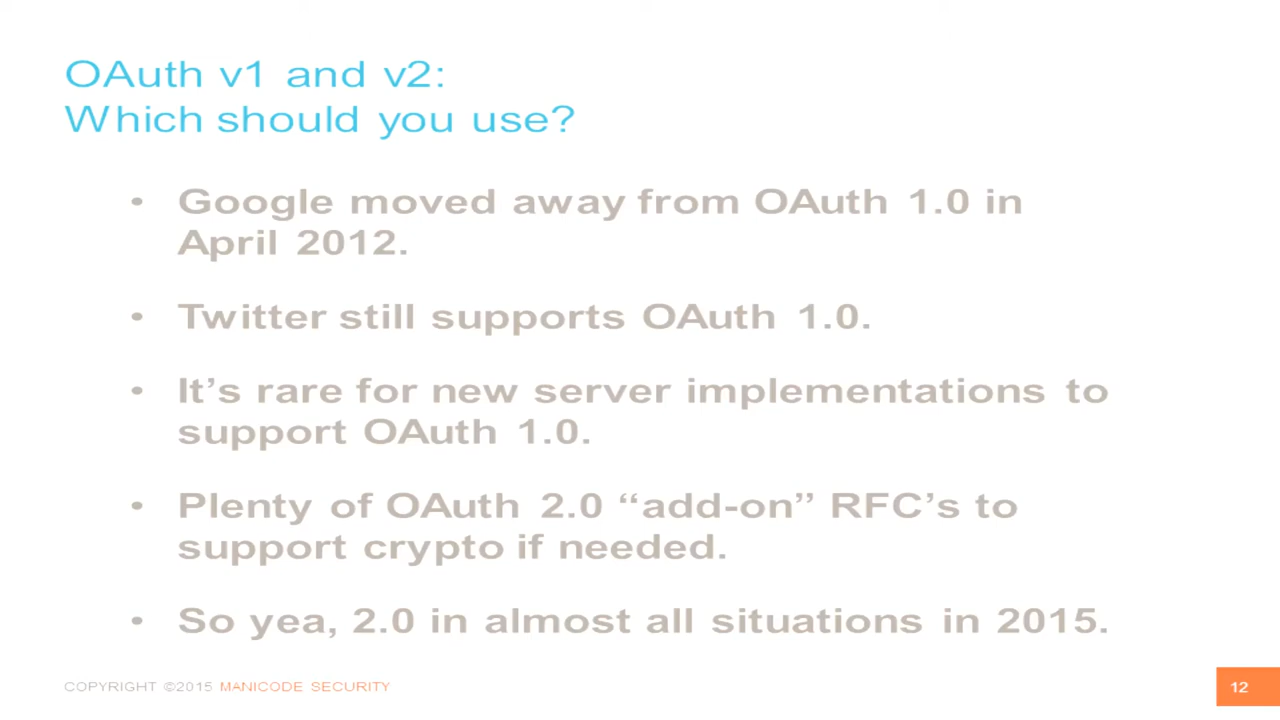 OAuth v1 and v2:
Which should you use?
• Google moved away from OAuth 1.0 in
April 2012.
• Twitter still supports OAuth 1.0.
• It’s rare for new server implementations to
support OAuth 1.0.
• Plenty of OAuth 2.0 “add-on” RFC’s to
support crypto if needed.
• So yea, 2.0 in almost all situations in 2015.
COPYRIGHT ©2015 MANICODE SECURITY
12